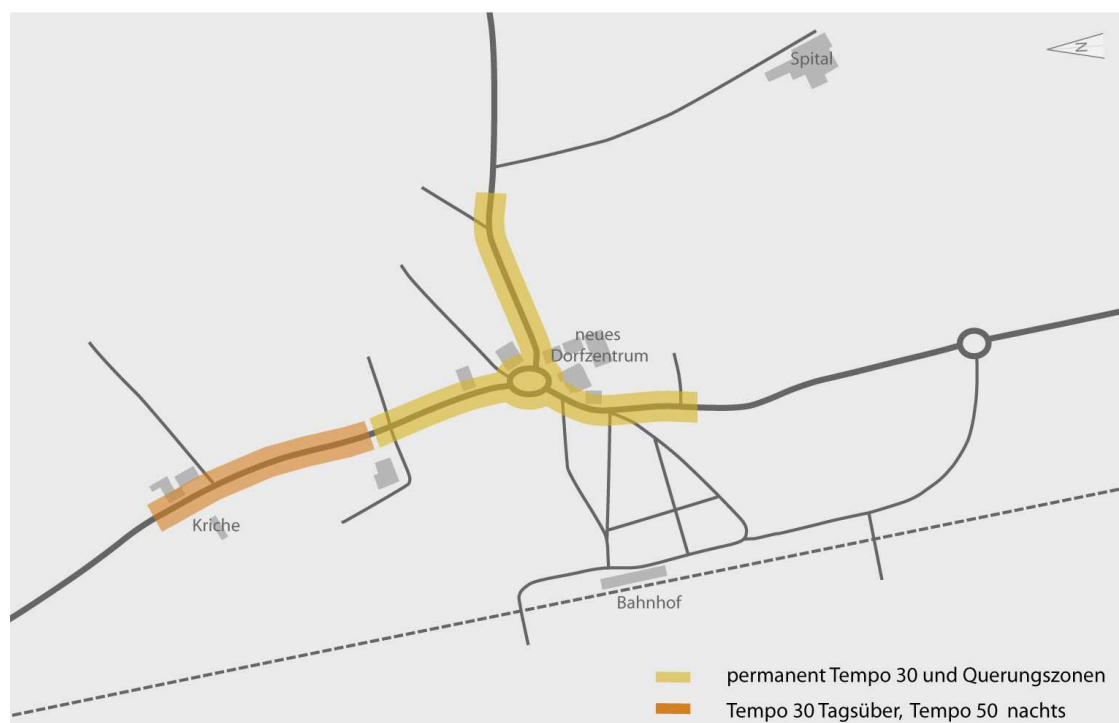 Spital
N
neues
Dorfzentrum
Kriche
Bahnhof
permanent Tempo 30 und Querungszonen
Tempo 30 Tagsüber, Tempo 50 nachts